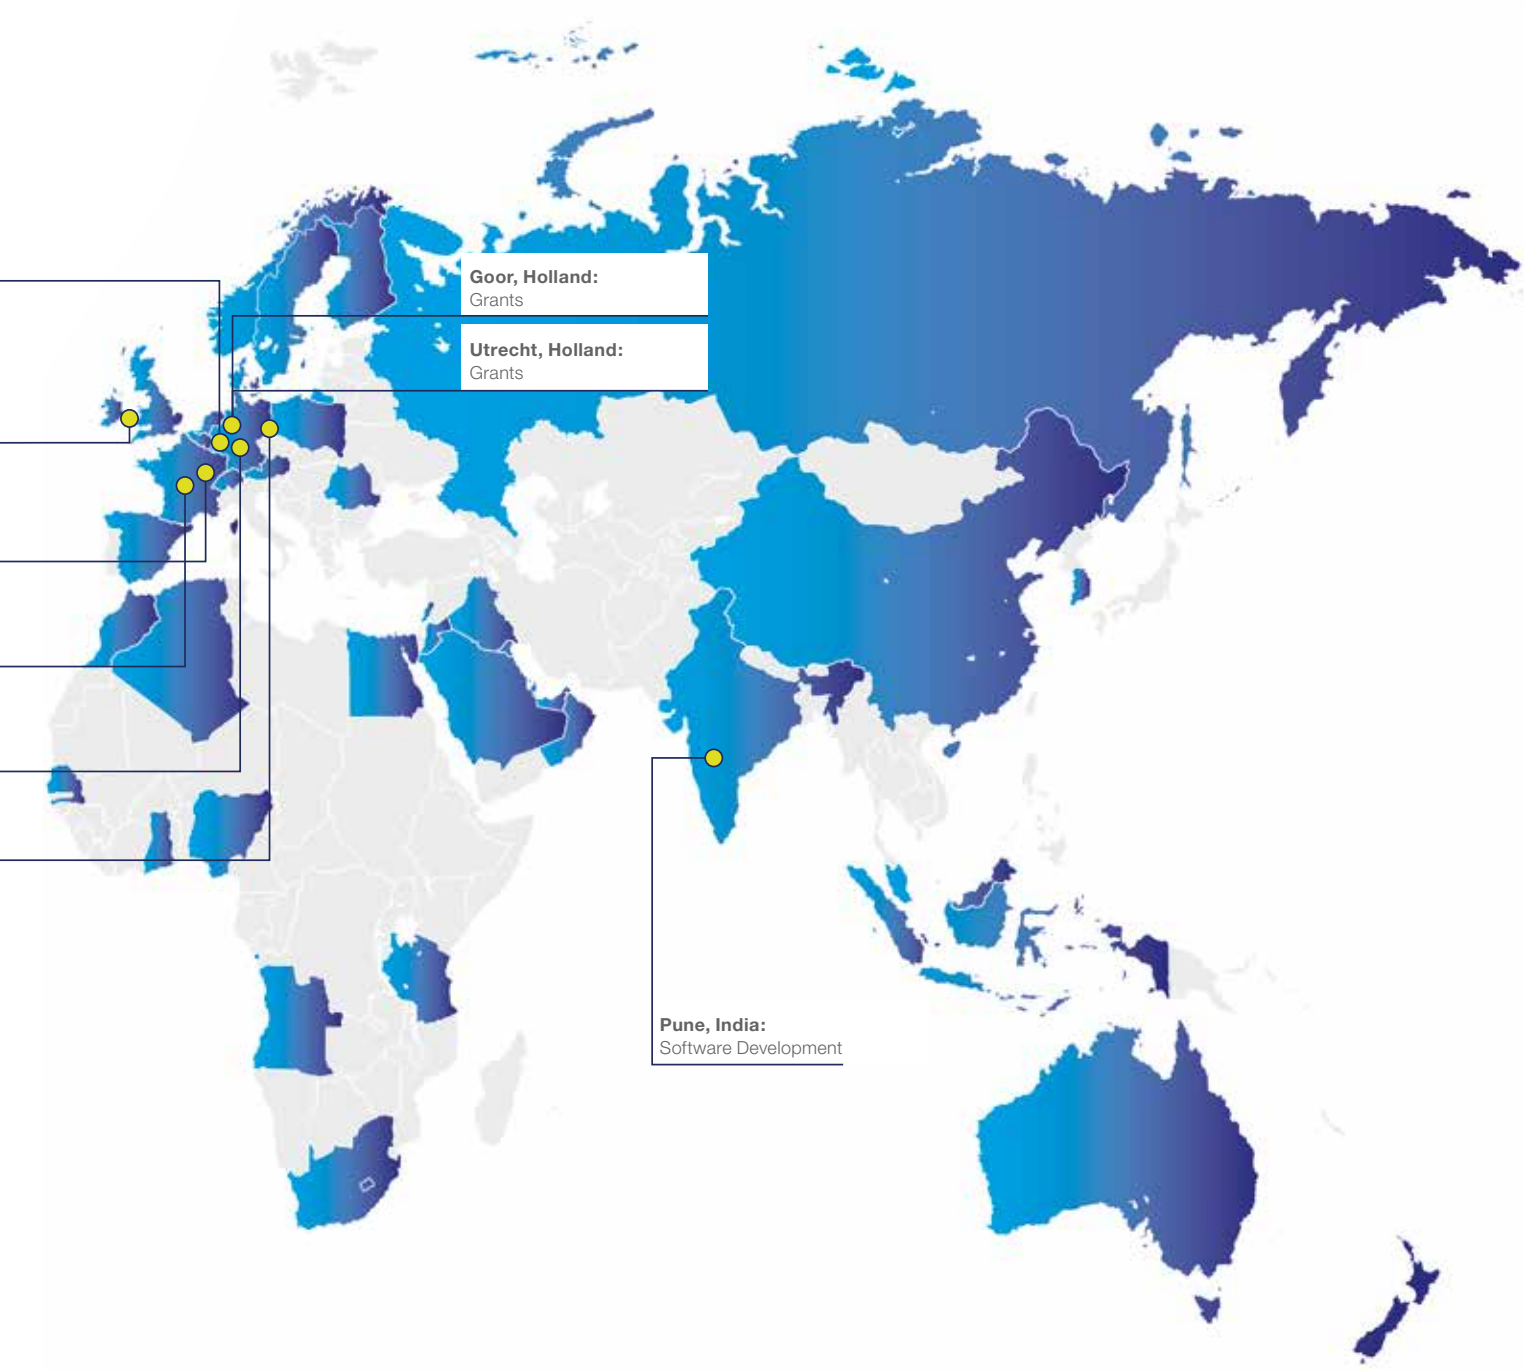 Goor, Holland:
Grants
Utrecht, Holland:
Grants
Pune, India:
Software Development